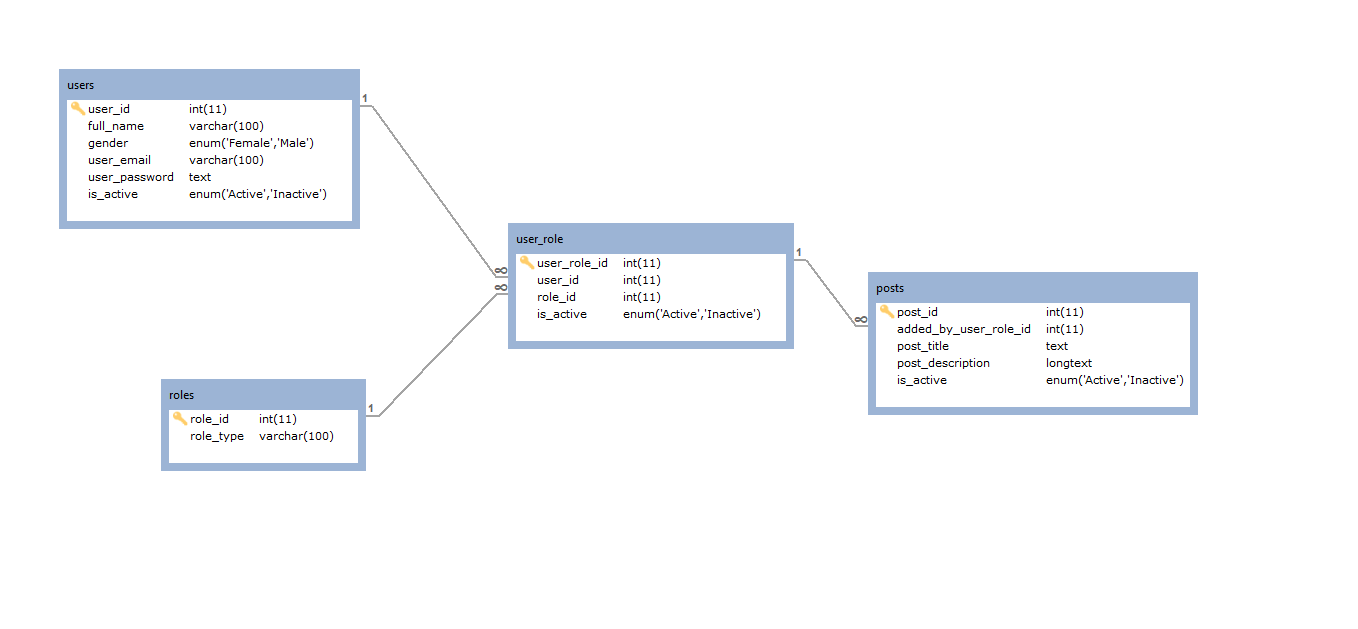 users
user_id int(11)
full_name varchar(100)
gender enum('Female','Male')
user_email varchar(100)
user_password text
is_active enum('Active','Inactive')
1
∞
∞
1
user_role
user_role_id int(11)
user_id int(11)
role_id int(11)
is_active enum('Active','Inactive')
1
∞
posts
post_id int(11)
added_by_user_role_id int(11)
post_title text
post_description longtext
is_active enum('Active','Inactive')
roles
role_id int(11)
role_type varchar(100)